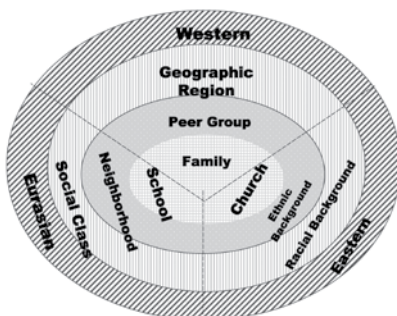 Western
Geographic
Region
Peer Group
Family
School
Church
Neighborhood
Ethnic
Background
Social Class
Racial Background
Eurasian
Eastern